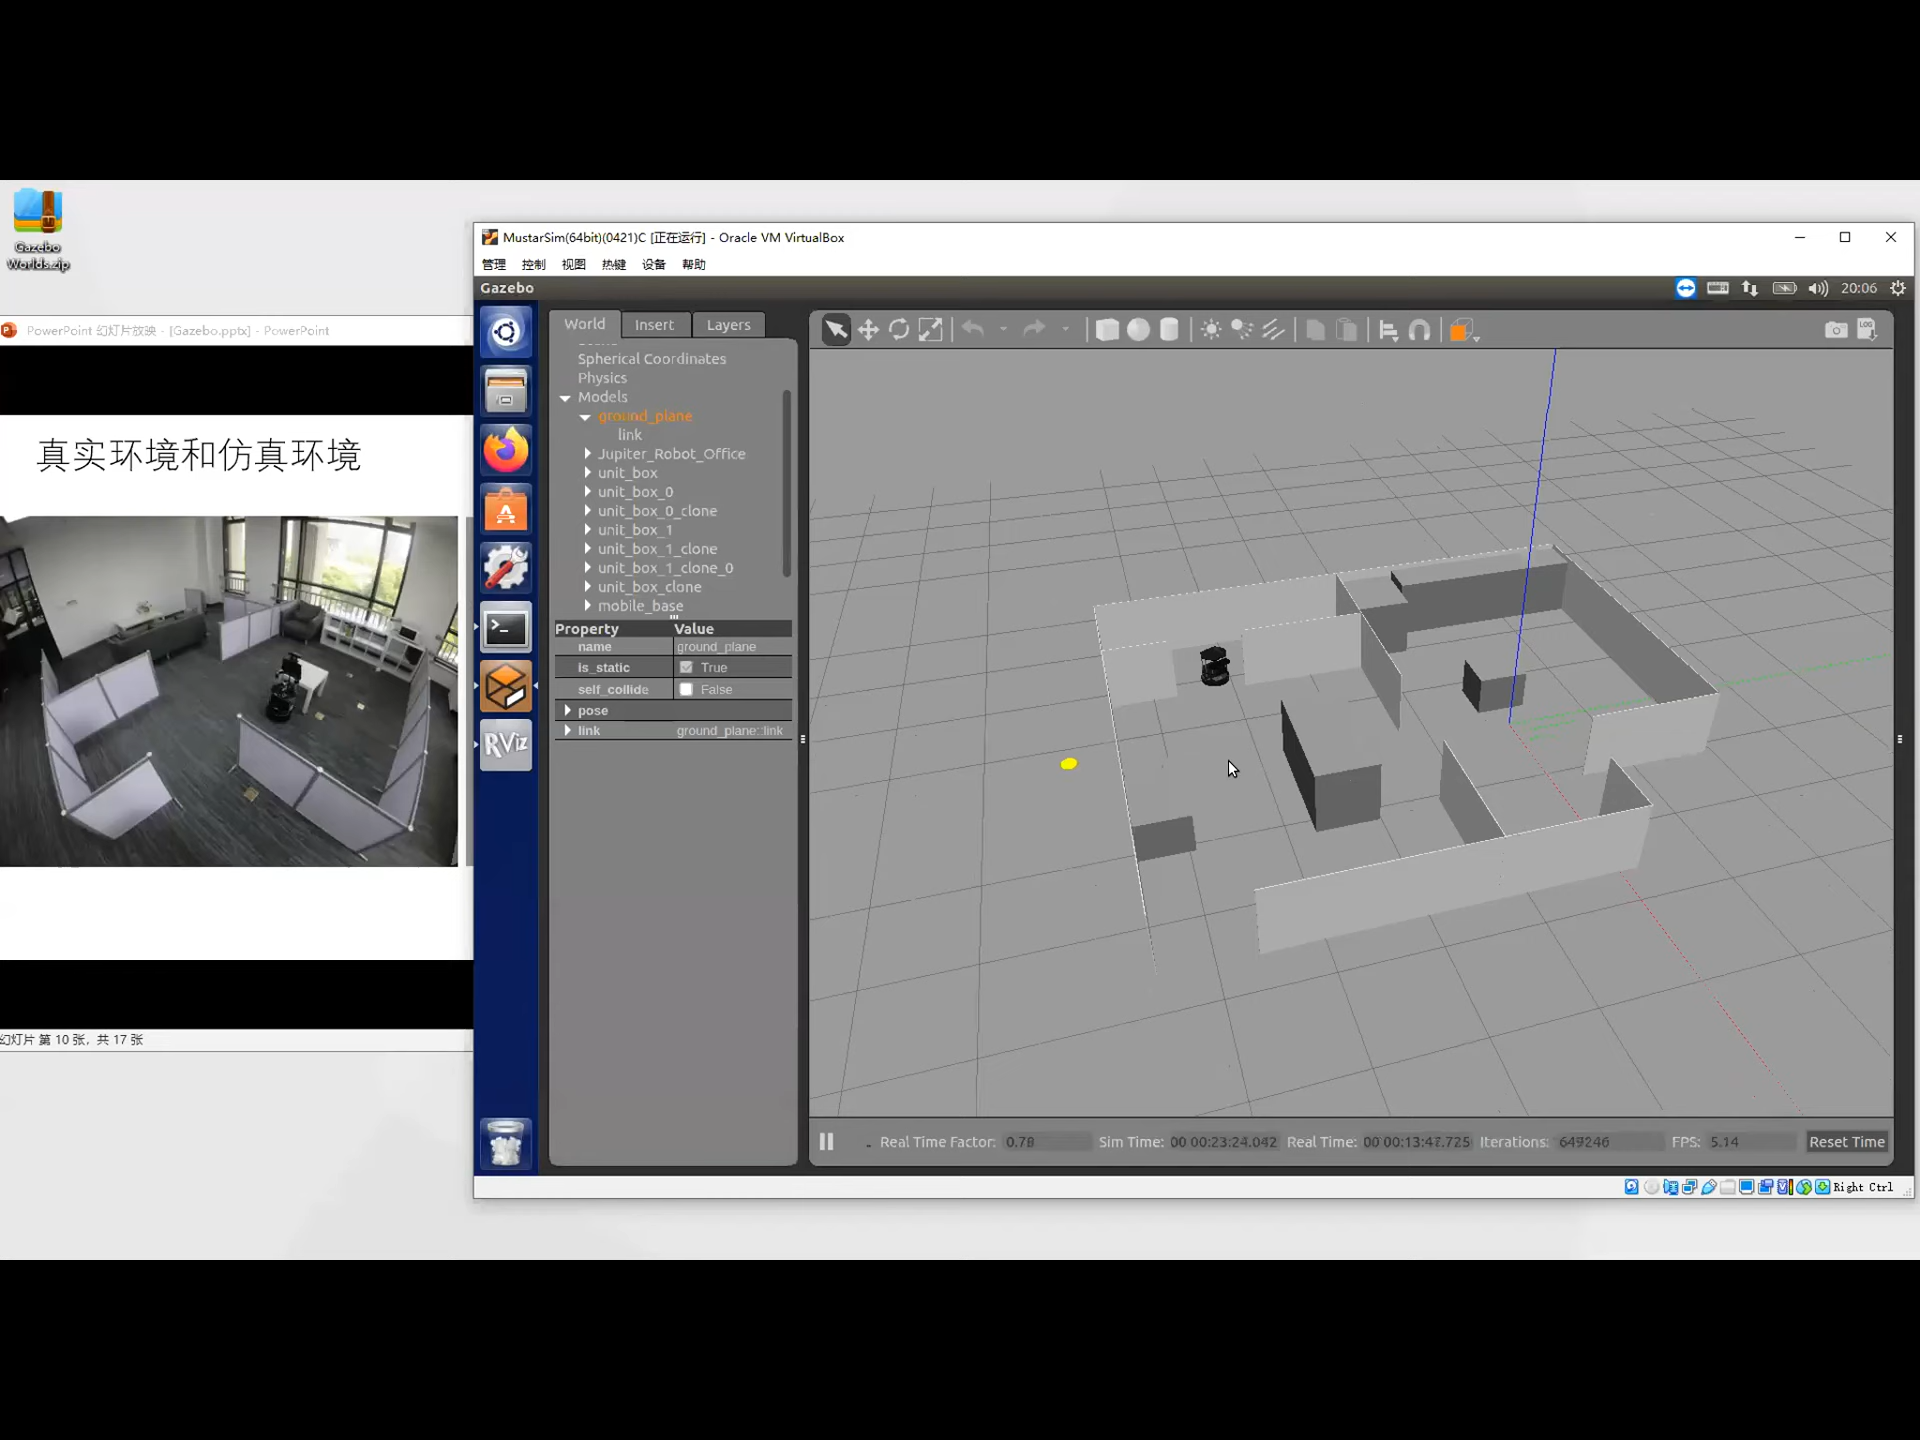 Gazebo
Worlds.zip
PowerPoint 幻灯片放映 - [Gazebo.pptx] - PowerPoint
真实环境和仿真环境
幻灯片 第 10 张，共 17 张
MustarSim(64bit)(0421)C [正在运行] - Oracle VM VirtualBox
管理 控制 视图 热键 设备 帮助
Gazebo
20:06
World Insert Layers
Spherical Coordinates
Physics
Models
ground_plane
link
Jupiter_Robot_Office
unit_box
unit_box_0
unit_box_0_clone
unit_box_1
unit_box_1_clone
unit_box_1_clone_0
unit_box_clone
mobile_base
Property Value
name ground_plane
is_static True
self_collide False
pose
link ground_plane::link
RViz
LOG
Real Time Factor: 0.78 Sim Time: 00 00:23:24.042 Real Time: 00 00:13:47.725 Iterations: 649246 FPS: 5.14 Reset Time
Right Ctrl